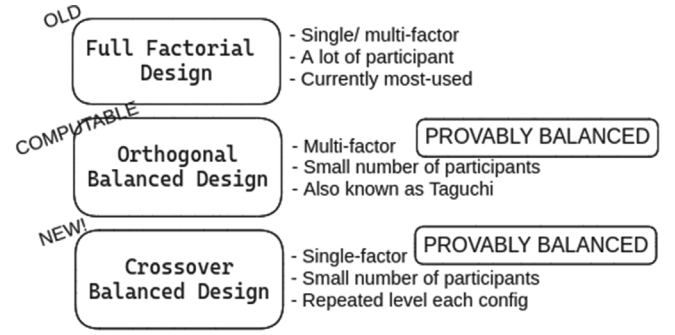 OLD
Full Factorial
Design
- Single/ multi-factor
- A lot of participant
- Currently most-used
COMPUTABLE
Orthogonal
Balanced Design
- Multi-factor
PROVABLY BALANCED
- Small number of participants
- Also known as Taguchi
NEW!
Crossover
Balanced Design
- Single-factor
PROVABLY BALANCED
- Small number of participants
- Repeated level each config